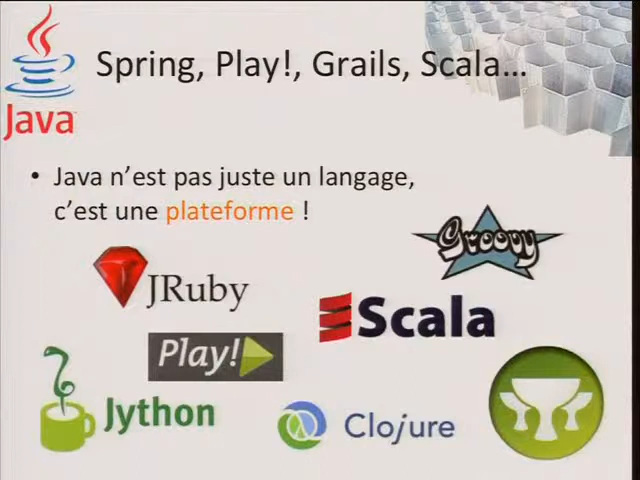 Java
Spring, Play!, Grails, Scala...
• Java n'est pas juste un langage,
c'est une plateforme !
Groovy
JRuby
Scala
Play!
Jython
Clojure